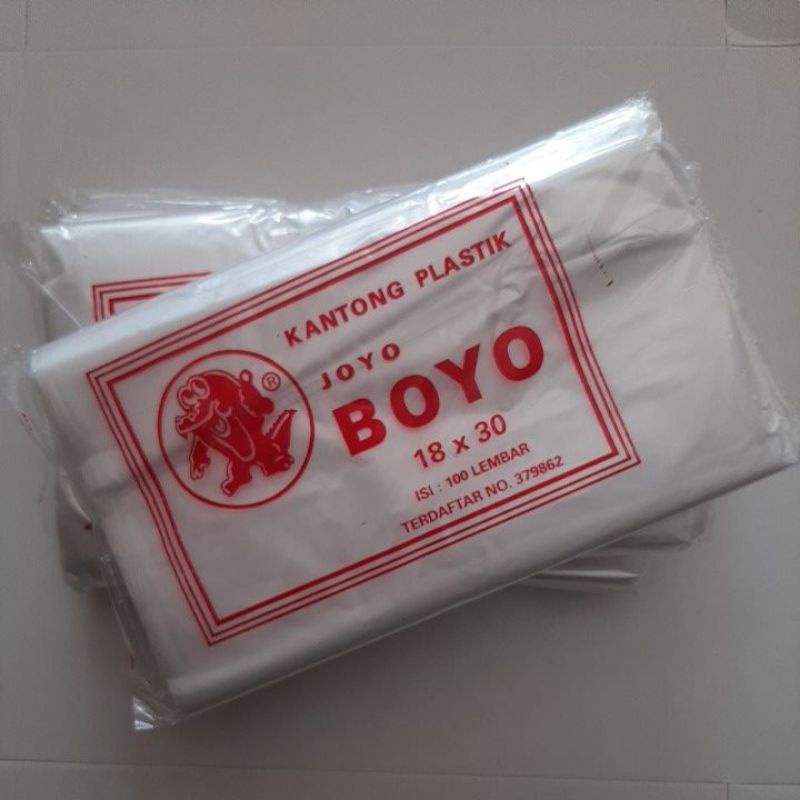 KANTONG PLASTIK
JOYO
BOYO
®
18 x 30
ISI : 100 LEMBAR
TERDAFTAR NO. 379862